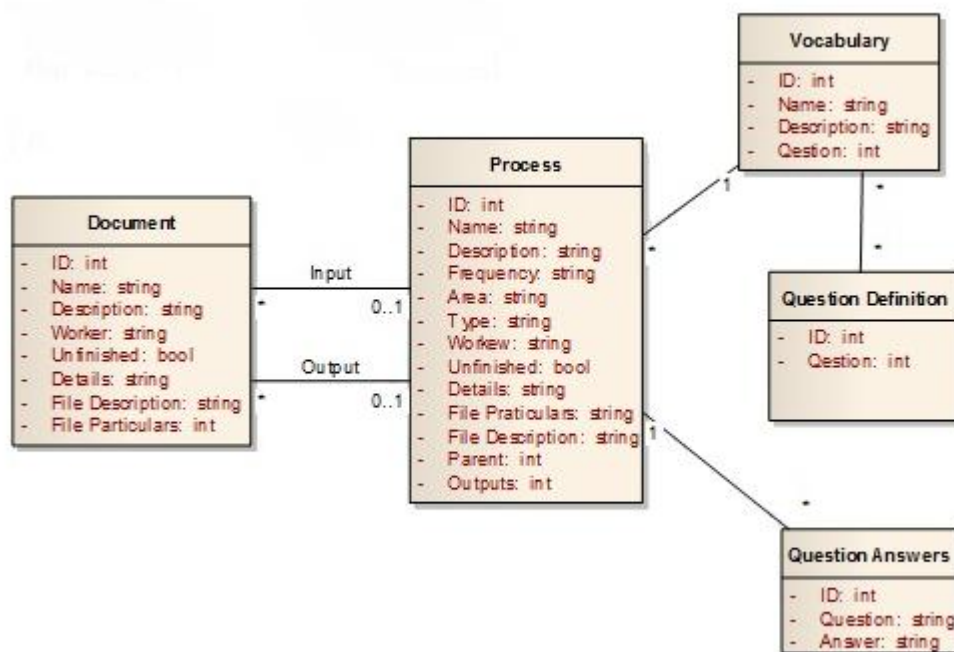 Vocabulary
- ID: int
- Name: string
- Description: string
- Qestion: int
Process
- ID: int
- Name: string
- Description: string
- Frequency: string
- Area: string
- Type: string
- Workew: string
- Unfinished: bool
- Details: string
- File Praticulars: string
- File Description: string
- Parent: int
- Outputs: int
Document
- ID: int
- Name: string
- Description: string
- Worker: string
- Unfinished: bool
- Details: string
- File Description: string
- File Particulars: int
Input
* 0..1
Output
* 0..1
1
*
*
*
Question Definition
- ID: int
- Qestion: int
1
*
Question Answers
- ID: int
- Question: string
- Answer: string